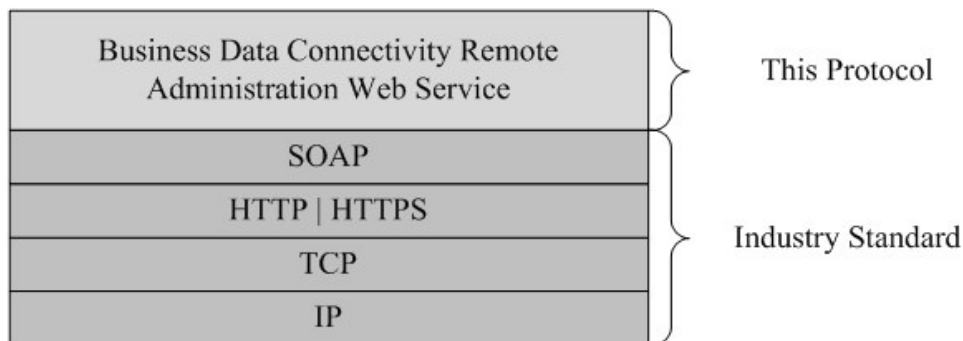 Business Data Connectivity Remote
Administration Web Service
This Protocol
SOAP
HTTP | HTTPS
TCP
IP
Industry Standard